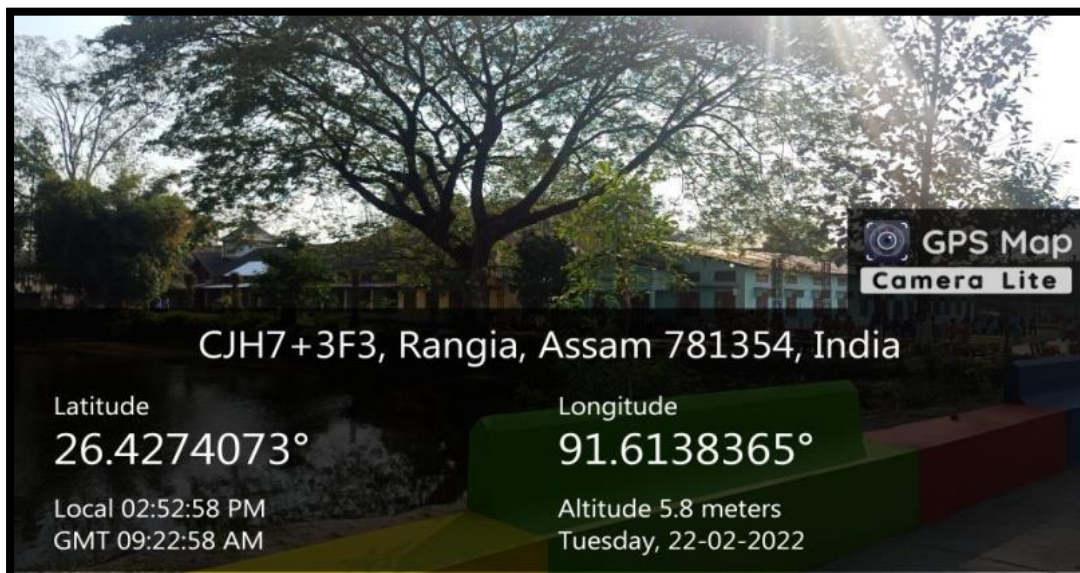 GPS Map
Camera Lite
CJH7+3F3, Rangia, Assam 781354, India
Latitude
26.4274073°
Longitude
91.6138365°
Local 02:52:58 PM
GMT 09:22:58 AM
Altitude 5.8 meters
Tuesday, 22-02-2022